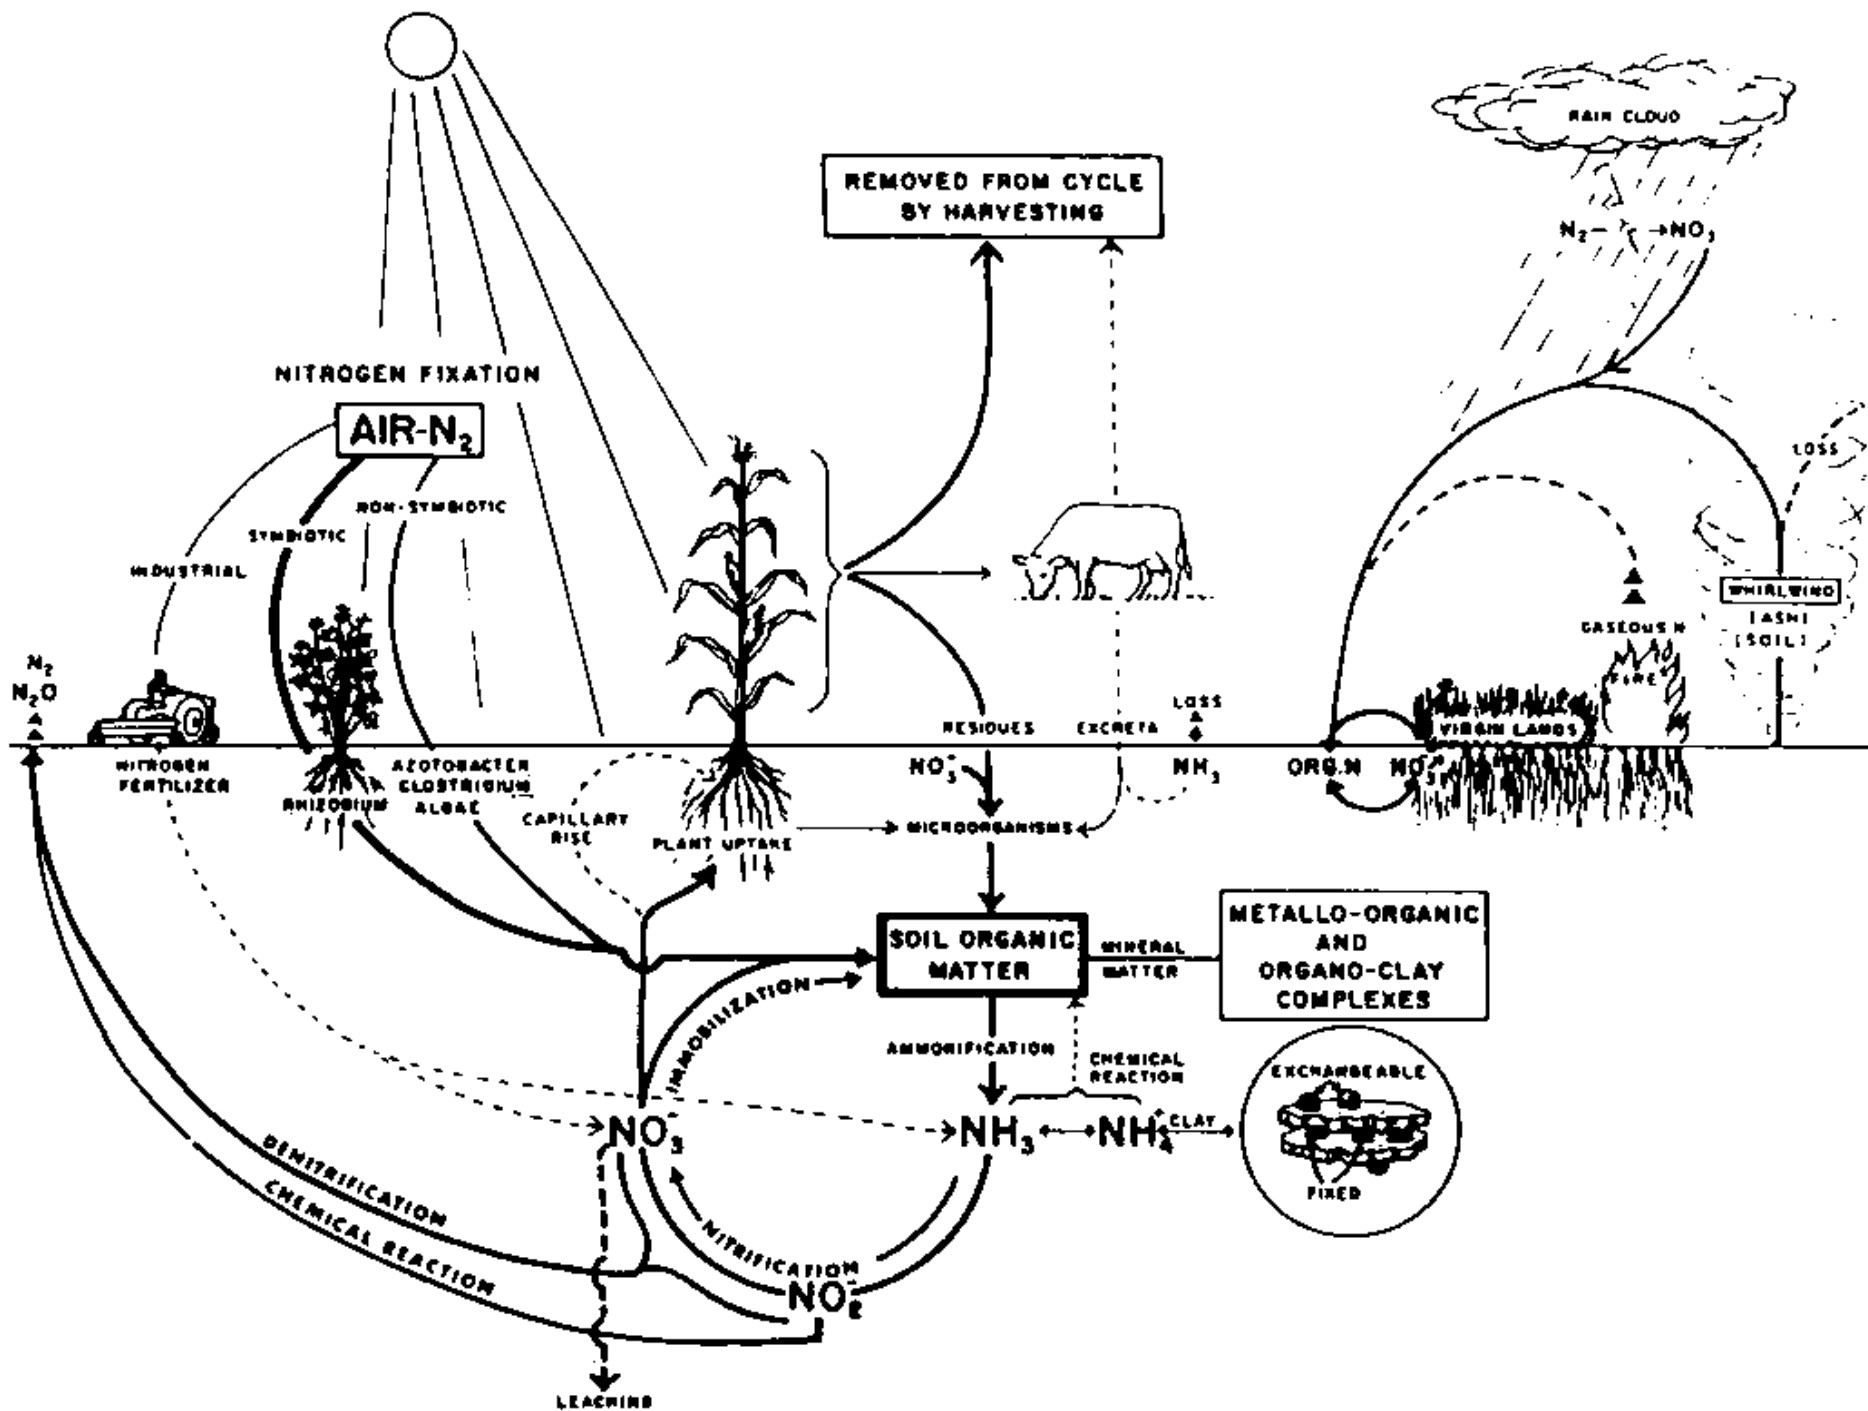 RAIN CLOUD
REMOVED FROM CYCLE
BY HARVESTING
N₂ → NO₃
NITROGEN FIXATION
AIR-N₂
LOSS
NON-SYMBIOTIC
SYMBIOTIC
INDUSTRIAL
WHIRLWIND
(ASH)
(SOIL)
GASEOUS N
FIRE
N₂
N₂O
LOSS
RESIDUES
EXCRETA
VIRGIN LANDS
NITROGEN
FERTILIZER
RHIZOBIUM
AZOTOBACTER
CLOSTRIDIUM
ALGAE
CAPILLARY
RISE
PLANT UPTAKE
NO₃⁻
NH₃
ORG.N
NO₃⁻
MICROORGANISMS
SOIL ORGANIC
MATTER
MINERAL
MATTER
METALLO-ORGANIC
AND
ORGANO-CLAY
COMPLEXES
IMMOBILIZATION
AMMONIFICATION
CHEMICAL
REACTION
EXCHANGEABLE
FIXED
NO₃⁻
NH₃
NH₄⁺
CLAY
DENITRIFICATION
CHEMICAL REACTION
NITRIFICATION
NO₂⁻
LEACHING